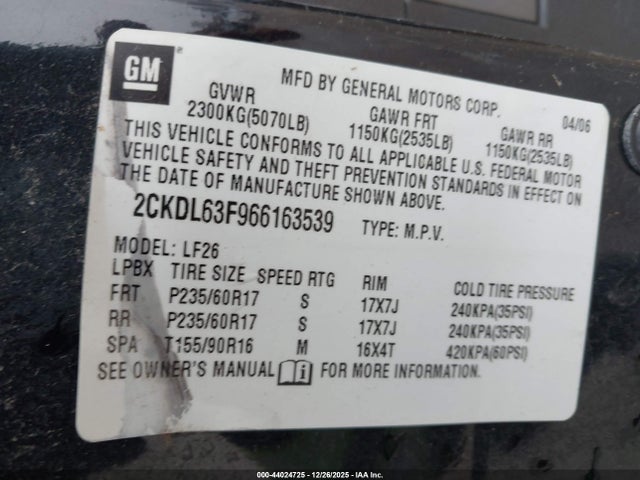 GM
MFD BY GENERAL MOTORS CORP. 04/06
GVWR GAWR FRT GAWR RR
2300KG(5070LB) 1150KG(2535LB) 1150KG(2535LB)
THIS VEHICLE CONFORMS TO ALL APPLICABLE U.S. FEDERAL MOTOR
VEHICLE SAFETY AND THEFT PREVENTION STANDARDS IN EFFECT ON
THE DATE OF MANUFACTURE SHOWN ABOVE.
2CKDL63F966163539 TYPE: M.P.V.
MODEL: LF26
LPBX TIRE SIZE SPEED RTG RIM COLD TIRE PRESSURE
FRT P235/60R17 S 17X7J 240KPA(35PSI)
RR P235/60R17 S 17X7J 240KPA(35PSI)
SPA T155/90R16 M 16X4T 420KPA(60PSI)
SEE OWNER'S MANUAL FOR MORE INFORMATION.
000-44024725 - 12/26/2025 - IAAI, Inc.